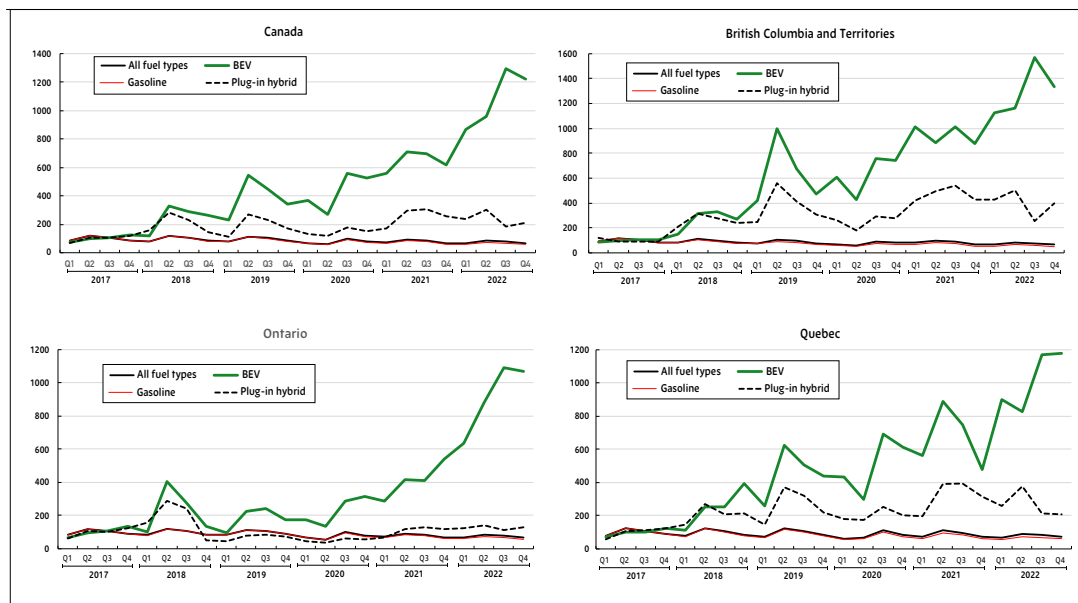 Canada
1400
1200
1000
800
600
400
200
0
All fuel types BEV
Gasoline Plug-in hybrid
Q1 Q2 Q3 Q4 Q1 Q2 Q3 Q4 Q1 Q2 Q3 Q4 Q1 Q2 Q3 Q4 Q1 Q2 Q3 Q4 Q1 Q2 Q3 Q4
2017 2018 2019 2020 2021 2022
British Columbia and Territories
1600
1400
1200
1000
800
600
400
200
0
All fuel types BEV
Gasoline Plug-in hybrid
Q1 Q2 Q3 Q4 Q1 Q2 Q3 Q4 Q1 Q2 Q3 Q4 Q1 Q2 Q3 Q4 Q1 Q2 Q3 Q4 Q1 Q2 Q3 Q4
2017 2018 2019 2020 2021 2022
Ontario
1200
1000
800
600
400
200
0
All fuel types BEV
Gasoline Plug-in hybrid
Q1 Q2 Q3 Q4 Q1 Q2 Q3 Q4 Q1 Q2 Q3 Q4 Q1 Q2 Q3 Q4 Q1 Q2 Q3 Q4 Q1 Q2 Q3 Q4
2017 2018 2019 2020 2021 2022
Quebec
1200
1000
800
600
400
200
0
All fuel types BEV
Gasoline Plug-in hybrid
Q1 Q2 Q3 Q4 Q1 Q2 Q3 Q4 Q1 Q2 Q3 Q4 Q1 Q2 Q3 Q4 Q1 Q2 Q3 Q4 Q1 Q2 Q3 Q4
2017 2018 2019 2020 2021 2022